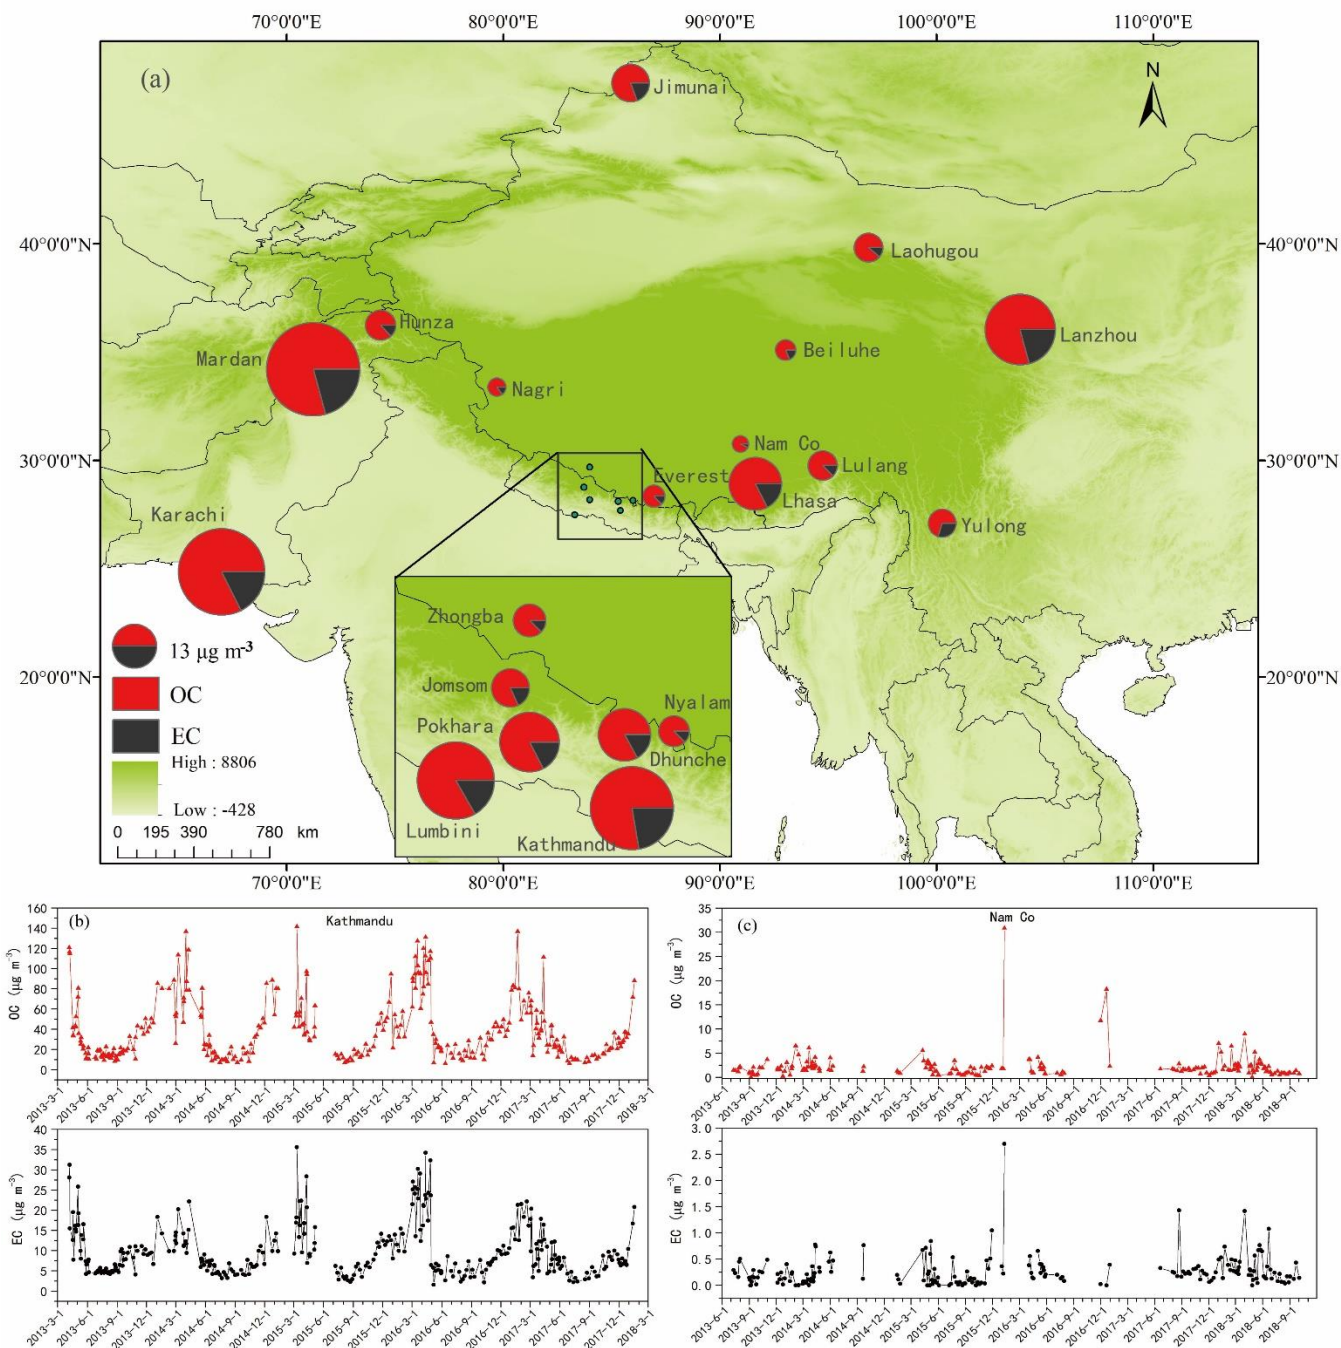 70°0'0"E 80°0'0"E 90°0'0"E 100°0'0"E 110°0'0"E
(a)
N
Jimunai
40°0'0"N 40°0'0"N
Laohugou
Hunza
Mardan
Lanzhou
Beiluhe
Nagri
Nam Co
30°0'0"N 30°0'0"N
Everest
Lulang
Lhasa
Karachi
Yulong
Zhongba
13 µg m-3
20°0'0"N 20°0'0"N
Jomsom
OC
Nyalam
Pokhara
EC
Dhunche
High : 8806
Low : -428
Lumbini
Kathmandu
0 195 390 780 km
70°0'0"E 80°0'0"E 90°0'0"E 100°0'0"E 110°0'0"E
(b)
Kathmandu
OC (µg m-3)
160
140
120
100
80
60
40
20
0
2013-3-1 2013-6-1 2013-9-1 2013-12-1 2014-3-1 2014-6-1 2014-9-1 2014-12-1 2015-3-1 2015-6-1 2015-9-1 2015-12-1 2016-3-1 2016-6-1 2016-9-1 2016-12-1 2017-3-1 2017-6-1 2017-9-1 2017-12-1 2018-3-1
EC (µg m-3)
40
35
30
25
20
15
10
5
0
2013-3-1 2013-6-1 2013-9-1 2013-12-1 2014-3-1 2014-6-1 2014-9-1 2014-12-1 2015-3-1 2015-6-1 2015-9-1 2015-12-1 2016-3-1 2016-6-1 2016-9-1 2016-12-1 2017-3-1 2017-6-1 2017-9-1 2017-12-1 2018-3-1
(c)
Nam Co
OC (µg m-3)
35
30
25
20
15
10
5
0
2013-6-1 2013-9-1 2013-12-1 2014-3-1 2014-6-1 2014-9-1 2014-12-1 2015-3-1 2015-6-1 2015-9-1 2015-12-1 2016-3-1 2016-6-1 2016-9-1 2016-12-1 2017-3-1 2017-6-1 2017-9-1 2017-12-1 2018-3-1 2018-6-1 2018-9-1
EC (µg m-3)
3.0
2.5
2.0
1.5
1.0
0.5
0.0
2013-6-1 2013-9-1 2013-12-1 2014-3-1 2014-6-1 2014-9-1 2014-12-1 2015-3-1 2015-6-1 2015-9-1 2015-12-1 2016-3-1 2016-6-1 2016-9-1 2016-12-1 2017-3-1 2017-6-1 2017-9-1 2017-12-1 2018-3-1 2018-6-1 2018-9-1